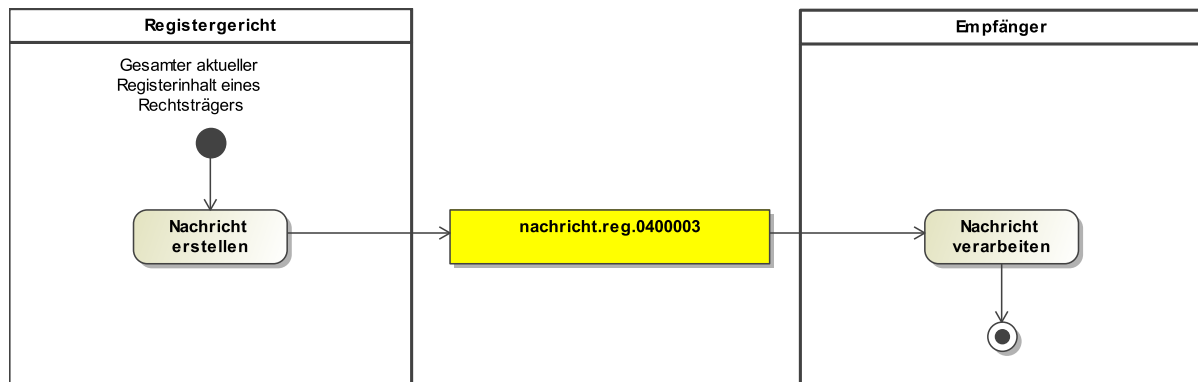 Registergericht
Empfänger
Gesamter aktueller
Registerinhalt eines
Rechtsträgers
Nachricht
erstellen
nachricht.reg.0400003
Nachricht
verarbeiten